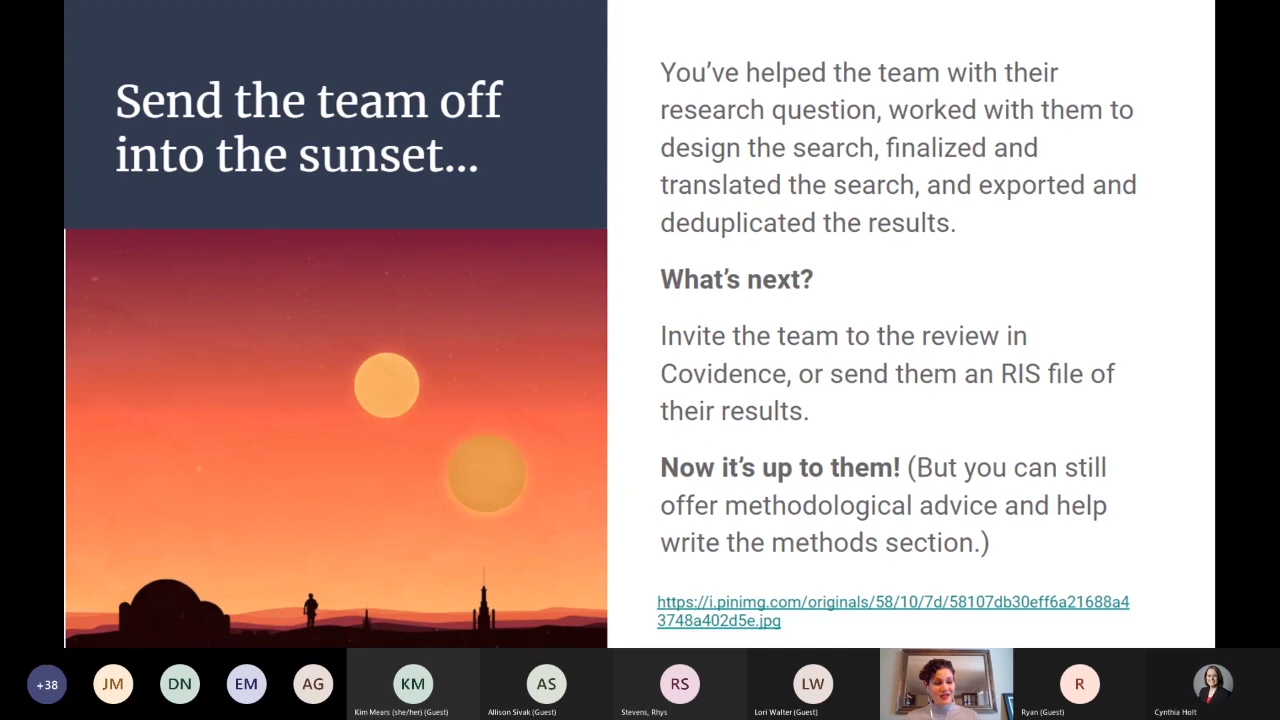 Send the team off
into the sunset...
You’ve helped the team with their
research question, worked with them to
design the search, finalized and
translated the search, and exported and
deduplicated the results.
What’s next?
Invite the team to the review in
Covidence, or send them an RIS file of
their results.
Now it’s up to them! (But you can still
offer methodological advice and help
write the methods section.)
https://i.pinimg.com/originals/58/10/7d/58107db30eff6a21688a4
3748a402d5e.jpg
+38
JM
DN
EM
AG
KM
Kim Mears (she/her) (Guest)
AS
Allison Sivak (Guest)
RS
Stevens, Rhys
LW
Lori Walter (Guest)
R
Ryan (Guest)
Cynthia Holt